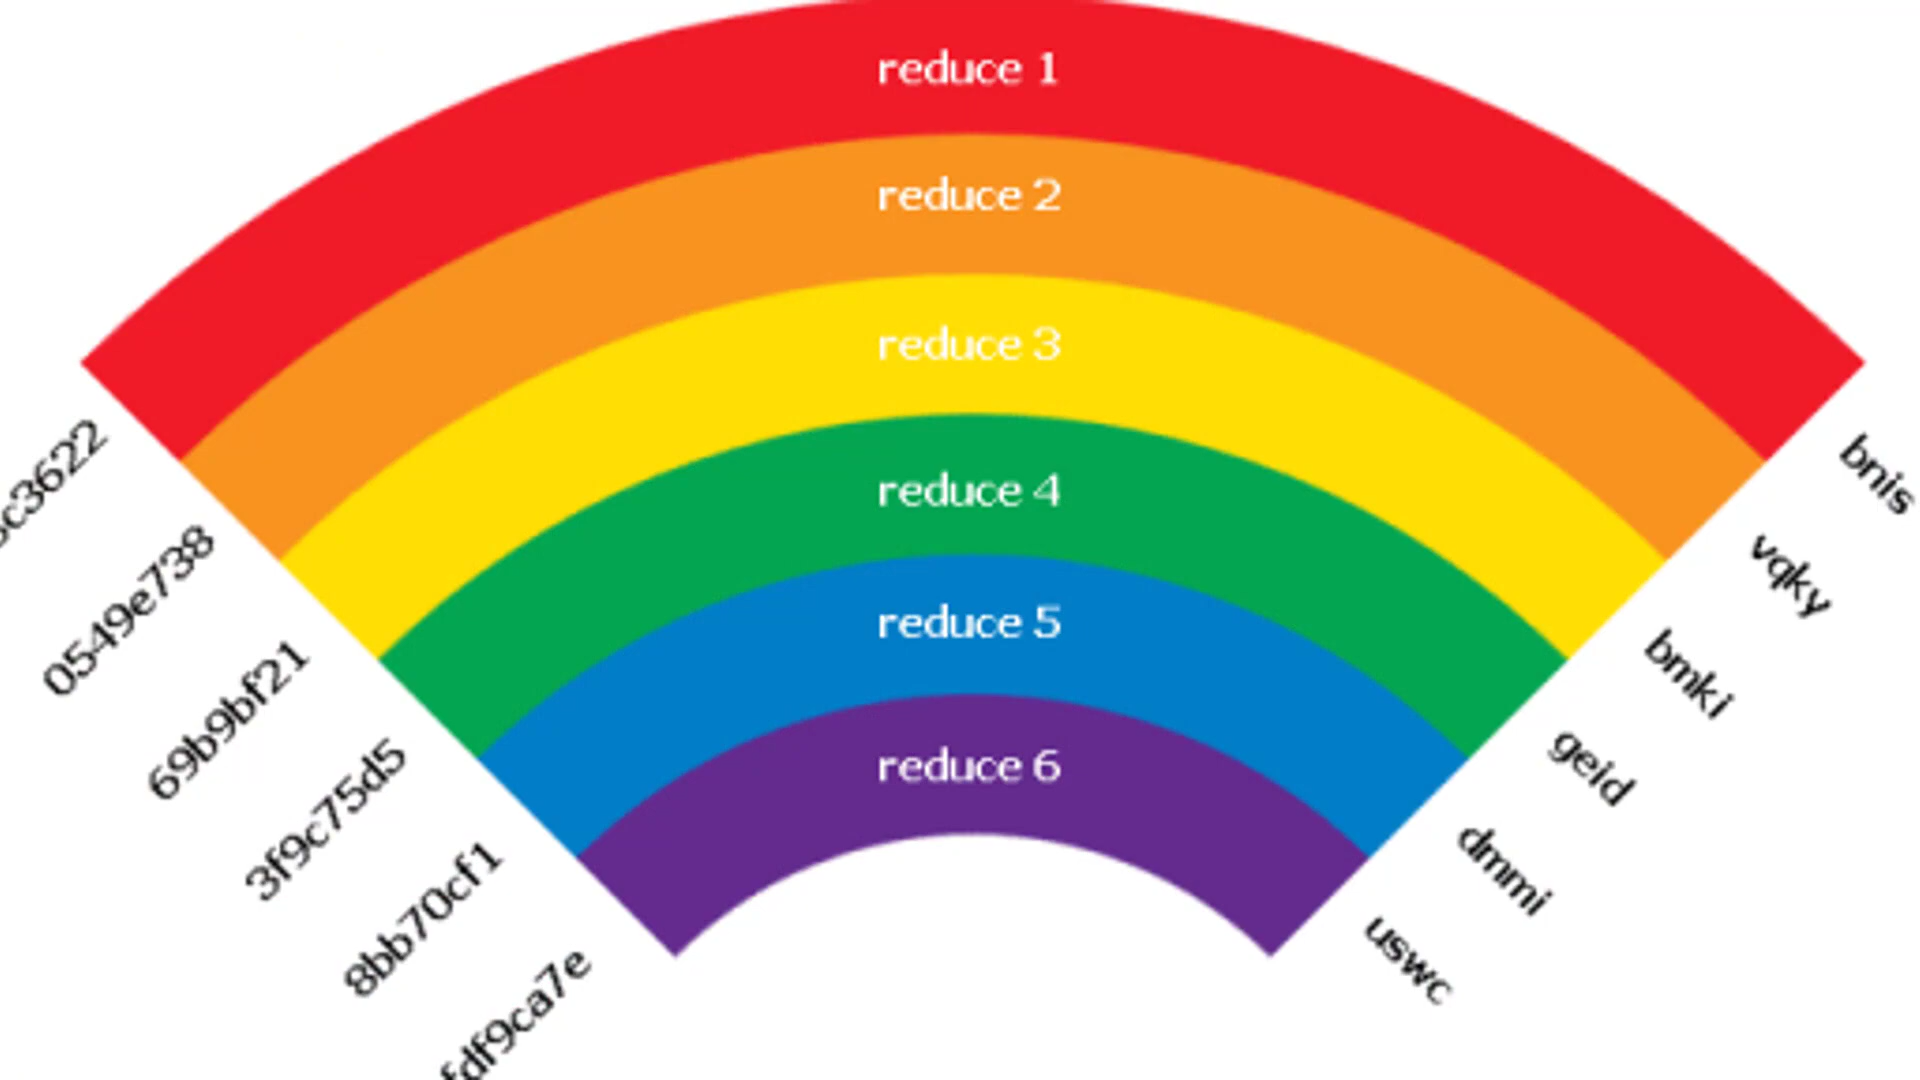 reduce 1
reduce 2
reduce 3
reduce 4
reduce 5
reduce 6
0549e738
69b9bf21
3f9c75d5
8bb70cf1
fdf9ca7e
bnis
vqky
bmki
geid
dmmi
uswc